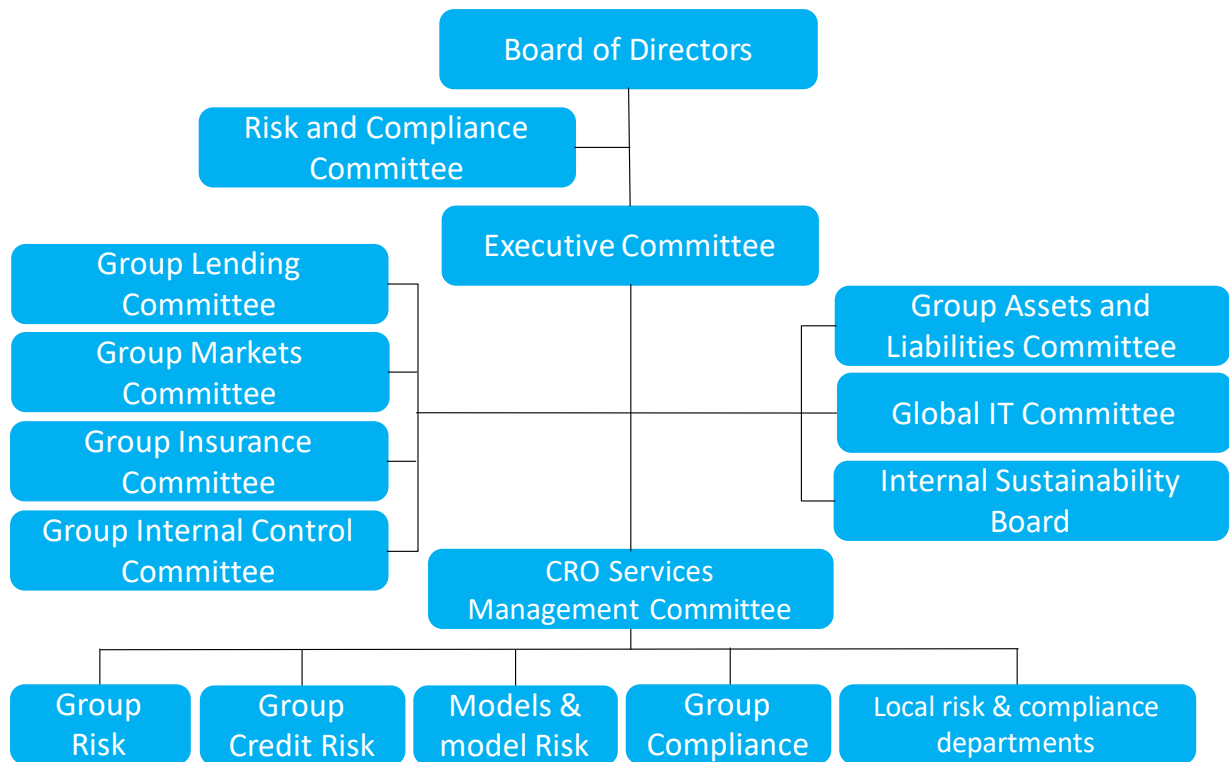 Board of Directors
Risk and Compliance
Committee
Executive Committee
Group Lending
Committee
Group Markets
Committee
Group Insurance
Committee
Group Internal Control
Committee
Group Assets and
Liabilities Committee
Global IT Committee
Internal Sustainability
Board
CRO Services
Management Committee
Group
Risk
Group
Credit Risk
Models &
model Risk
Group
Compliance
Local risk & compliance
departments